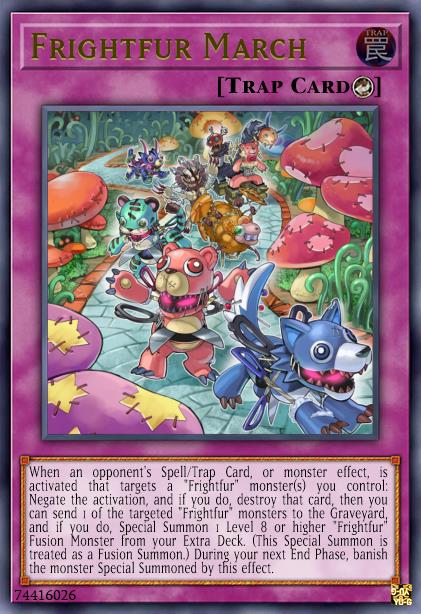 Frightfur March
TRAP
罠
[Trap Card]
When an opponent's Spell/Trap Card, or monster effect, is
activated that targets a "Frightfur" monster(s) you control:
Negate the activation, and if you do, destroy that card, then you
can send 1 of the targeted "Frightfur" monsters to the Graveyard,
and if you do, Special Summon 1 Level 8 or higher "Frightfur"
Fusion Monster from your Extra Deck. (This Special Summon is
treated as a Fusion Summon.) During your next End Phase, banish
the monster Special Summoned by this effect.
74416026